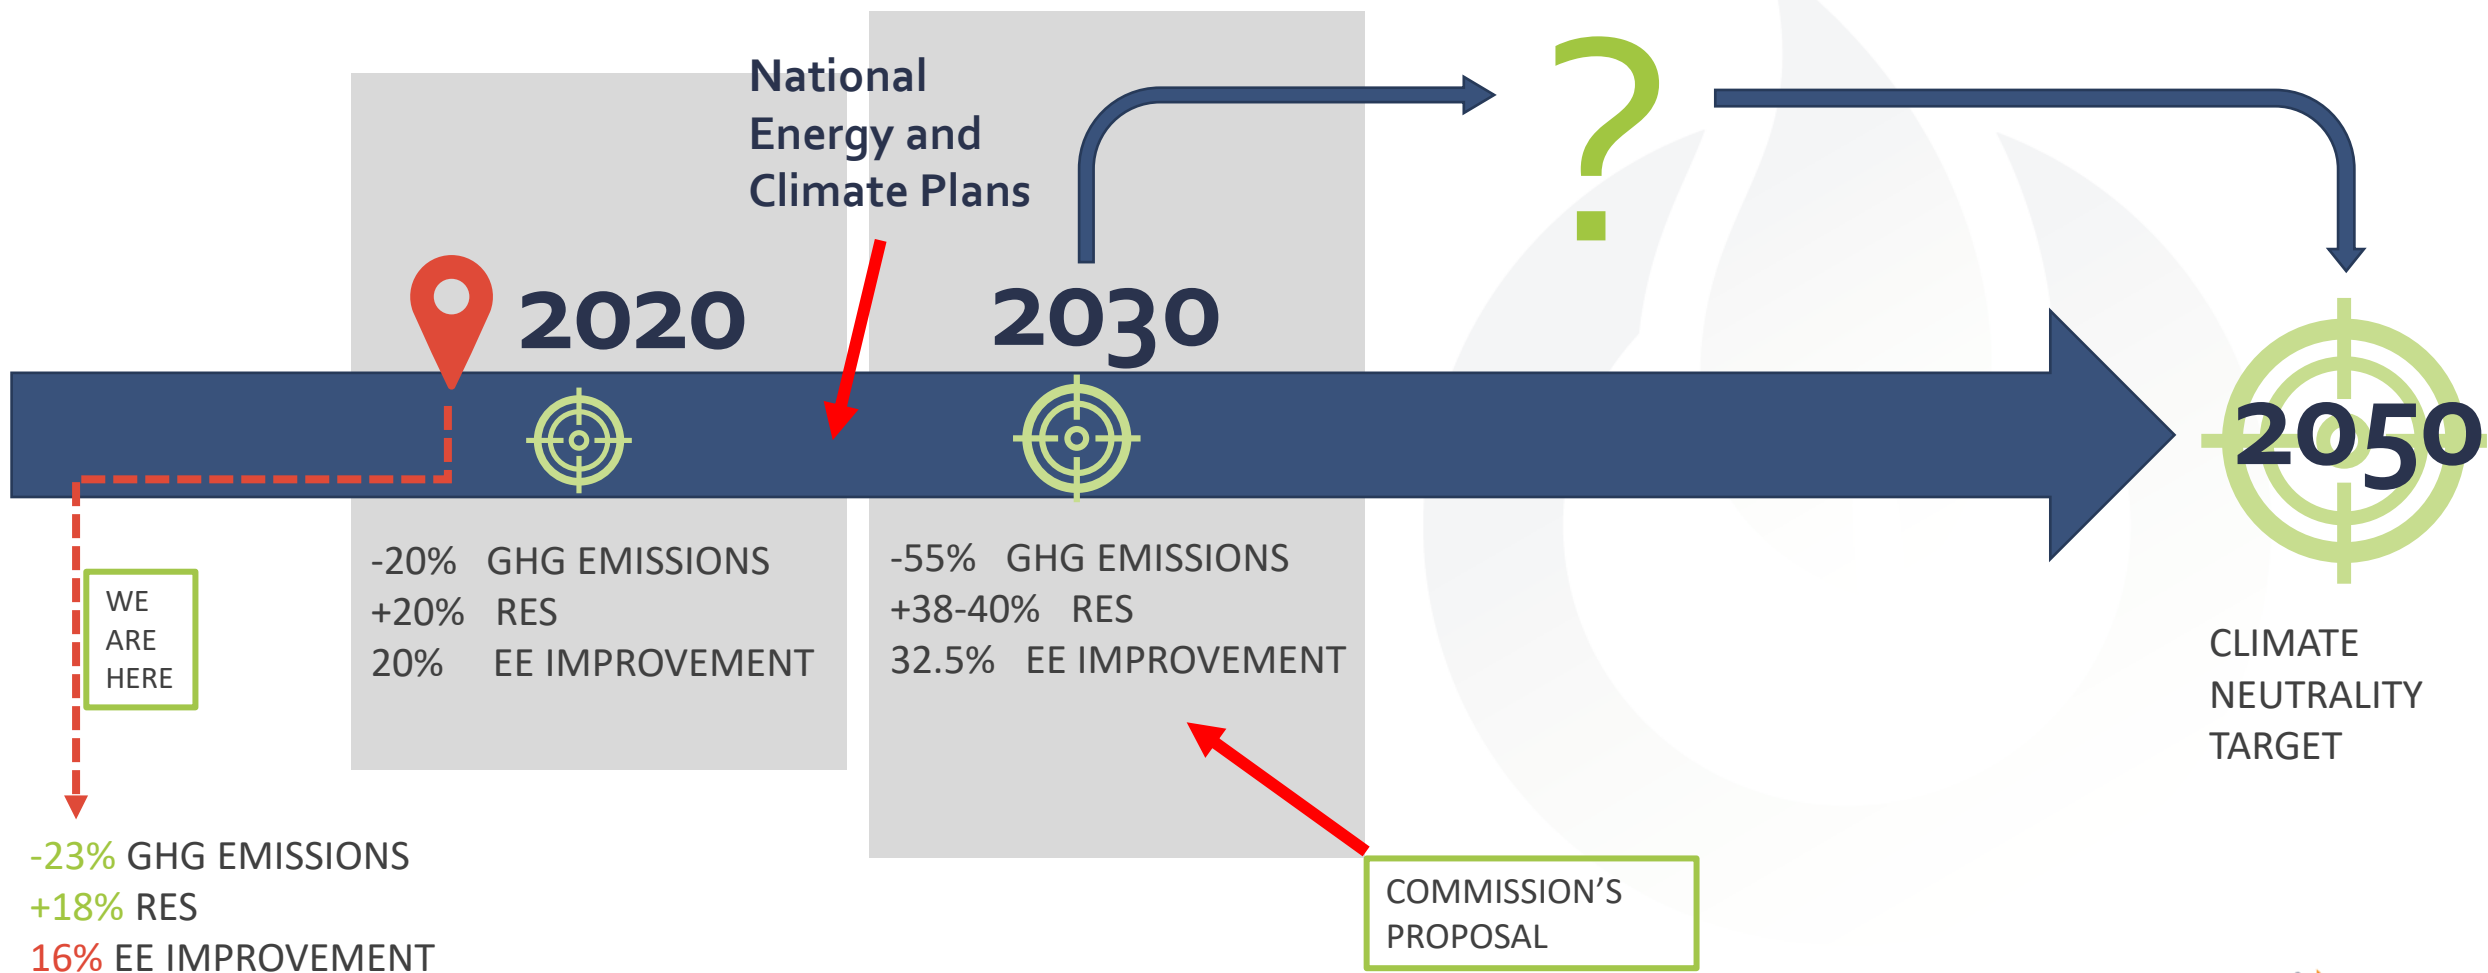 National
Energy and
Climate Plans
?
2020
2030
2050
-20% GHG EMISSIONS
+20% RES
20% EE IMPROVEMENT
-55% GHG EMISSIONS
+38-40% RES
32.5% EE IMPROVEMENT
WE
ARE
HERE
CLIMATE
NEUTRALITY
TARGET
-23% GHG EMISSIONS
+18% RES
16% EE IMPROVEMENT
COMMISSION’S
PROPOSAL